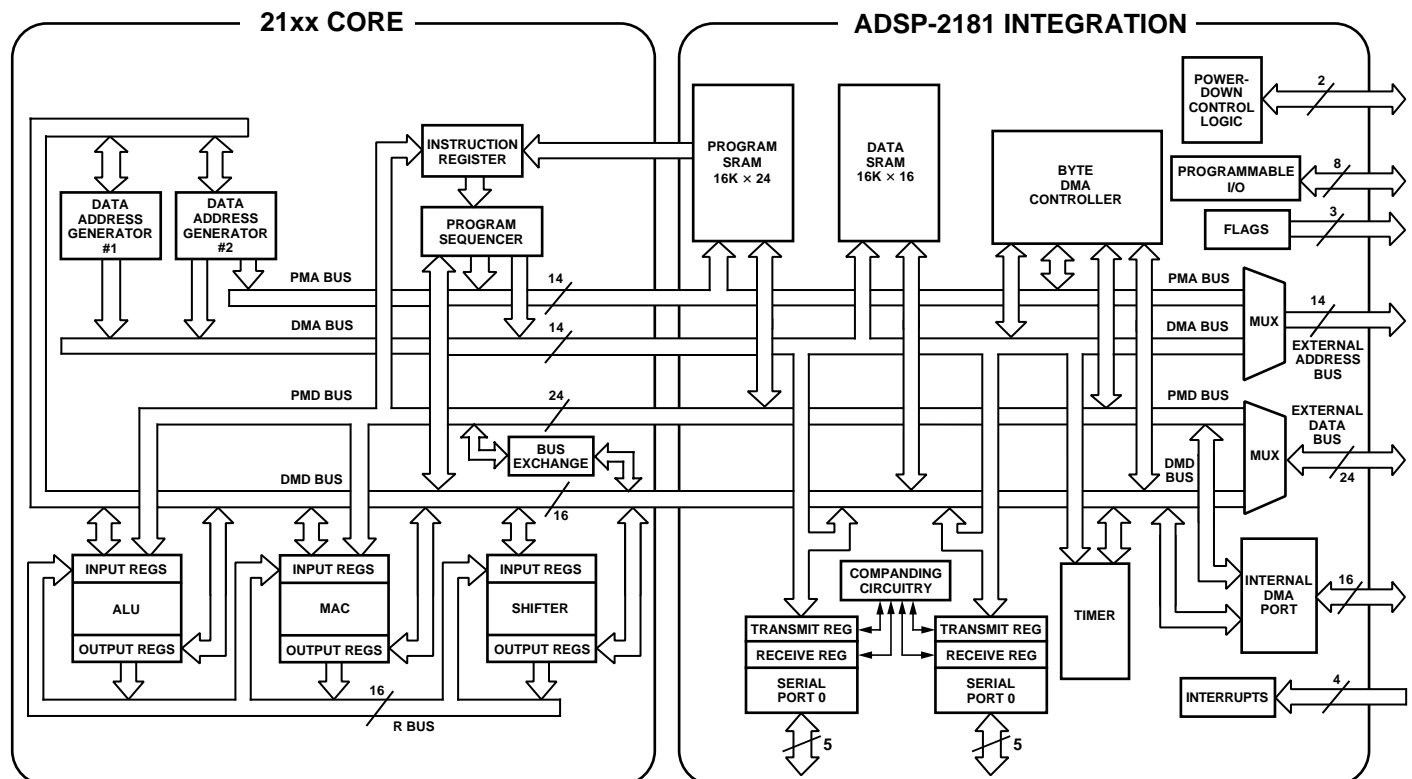 21xx CORE
ADSP-2181 INTEGRATION
POWER-
DOWN
CONTROL
LOGIC
2
INSTRUCTION
REGISTER
PROGRAM
SRAM
16K × 24
DATA
SRAM
16K × 16
BYTE
DMA
CONTROLLER
PROGRAMMABLE
I/O
8
DATA
ADDRESS
GENERATOR
#1
DATA
ADDRESS
GENERATOR
#2
PROGRAM
SEQUENCER
FLAGS
3
PMA BUS
14
PMA BUS
DMA BUS
14
DMA BUS
MUX
14
EXTERNAL
ADDRESS
BUS
PMD BUS
24
PMD BUS
EXTERNAL
DATA
BUS
BUS
EXCHANGE
DMD
BUS
MUX
24
DMD BUS
16
INPUT REGS
ALU
OUTPUT REGS
INPUT REGS
MAC
OUTPUT REGS
INPUT REGS
SHIFTER
OUTPUT REGS
COMPANDING
CIRCUITRY
TIMER
INTERNAL
DMA
PORT
16
TRANSMIT REG
RECEIVE REG
SERIAL
PORT 0
TRANSMIT REG
RECEIVE REG
SERIAL
PORT 0
16
R BUS
INTERRUPTS
4
5
5